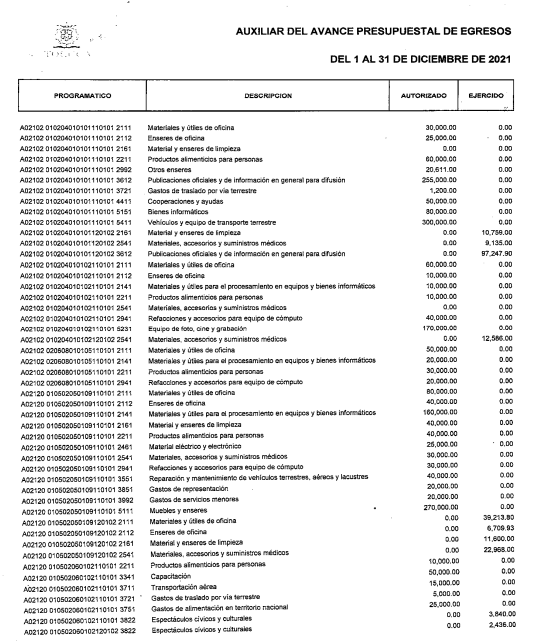 AUXILIAR DEL AVANCE PRESUPUESTAL DE EGRESOS
DEL 1 AL 31 DE DICIEMBRE DE 2021
PROGRAMATICO DESCRIPCION AUTORIZADO EJERCIDO
A02102 010204010101110101 2111 Materiales y útiles de oficina 30,000.00 0.00
A02102 010204010101110101 2112 Enseres de oficina 25,000.00 0.00
A02102 010204010101110101 2161 Material y enseres de limpieza 0.00 0.00
A02102 010204010101110101 2211 Productos alimenticios para personas 60,000.00 0.00
A02102 010204010101110101 2992 Otros enseres 20,611.00 0.00
A02102 010204010101110101 3612 Publicaciones oficiales y de información en general para difusión 255,000.00 0.00
A02102 010204010101110101 3721 Gastos de traslado por vía terrestre 1,200.00 0.00
A02102 010204010101110101 4411 Cooperaciones y ayudas 50,000.00 0.00
A02102 010204010101110101 5151 Bienes informáticos 80,000.00 0.00
A02102 010204010101110101 5411 Vehículos y equipo de transporte terrestre 300,000.00 0.00
A02102 010204010101120102 2161 Material y enseres de limpieza 0.00 10,759.00
A02102 010204010101120102 2541 Materiales, accesorios y suministros médicos 0.00 9,135.00
A02102 010204010101120102 3612 Publicaciones oficiales y de información en general para difusión 0.00 97,247.90
A02102 010204010102110101 2111 Materiales y útiles de oficina 60,000.00 0.00
A02102 010204010102110101 2112 Enseres de oficina 10,000.00 0.00
A02102 010204010102110101 2141 Materiales y útiles para el procesamiento en equipos y bienes informáticos 10,000.00 0.00
A02102 010204010102110101 2211 Productos alimenticios para personas 10,000.00 0.00
A02102 010204010102110101 2541 Materiales, accesorios y suministros médicos 0.00 0.00
A02102 010204010102110101 2941 Refacciones y accesorios para equipo de cómputo 40,000.00 0.00
A02102 010204010102110101 5231 Equipo de foto, cine y grabación 170,000.00 0.00
A02102 010204010102120102 2541 Materiales, accesorios y suministros médicos 0.00 12,586.00
A02102 020608010105110101 2111 Materiales y útiles de oficina 50,000.00 0.00
A02102 020608010105110101 2141 Materiales y útiles para el procesamiento en equipos y bienes informáticos 20,000.00 0.00
A02102 020608010105110101 2211 Productos alimenticios para personas 30,000.00 0.00
A02102 020608010105110101 2941 Refacciones y accesorios para equipo de cómputo 20,000.00 0.00
A02120 010502050109110101 2111 Materiales y útiles de oficina 80,000.00 0.00
A02120 010502050109110101 2112 Enseres de oficina 40,000.00 0.00
A02120 010502050109110101 2141 Materiales y útiles para el procesamiento en equipos y bienes informáticos 160,000.00 0.00
A02120 010502050109110101 2161 Material y enseres de limpieza 40,000.00 0.00
A02120 010502050109110101 2211 Productos alimenticios para personas 40,000.00 0.00
A02120 010502050109110101 2461 Material eléctrico y electrónico 25,000.00 0.00
A02120 010502050109110101 2541 Materiales, accesorios y suministros médicos 30,000.00 0.00
A02120 010502050109110101 2941 Refacciones y accesorios para equipo de cómputo 30,000.00 0.00
A02120 010502050109110101 3551 Reparación y mantenimiento de vehículos terrestres, aéreos y lacustres 40,000.00 0.00
A02120 010502050109110101 3851 Gastos de representación 20,000.00 0.00
A02120 010502050109110101 3992 Gastos de servicios menores 20,000.00 0.00
A02120 010502050109110101 5111 Muebles y enseres 270,000.00 0.00
A02120 010502050109120102 2111 Materiales y útiles de oficina 0.00 39,213.80
A02120 010502050109120102 2112 Enseres de oficina 0.00 6,709.93
A02120 010502050109120102 2161 Material y enseres de limpieza 0.00 11,600.00
A02120 010502050109120102 2541 Materiales, accesorios y suministros médicos 0.00 22,968.00
A02120 010502060102110101 2211 Productos alimenticios para personas 10,000.00 0.00
A02120 010502060102110101 3341 Capacitación 50,000.00 0.00
A02120 010502060102110101 3711 Transportación aérea 15,000.00 0.00
A02120 010502060102110101 3721 Gastos de traslado por vía terrestre 5,000.00 0.00
A02120 010502060102110101 3751 Gastos de alimentación en territorio nacional 25,000.00 0.00
A02120 010502060102110101 3822 Espectáculos cívicos y culturales 0.00 3,840.00
A02120 010502060102120102 3822 Espectáculos cívicos y culturales 0.00 2,436.00